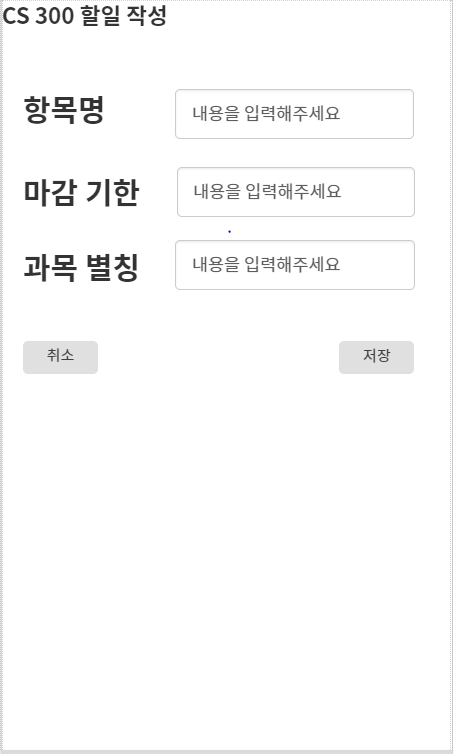 CS 300 할일 작성
항목명
내용을 입력해주세요
마감 기한
내용을 입력해주세요
과목 별칭
내용을 입력해주세요
취소
저장